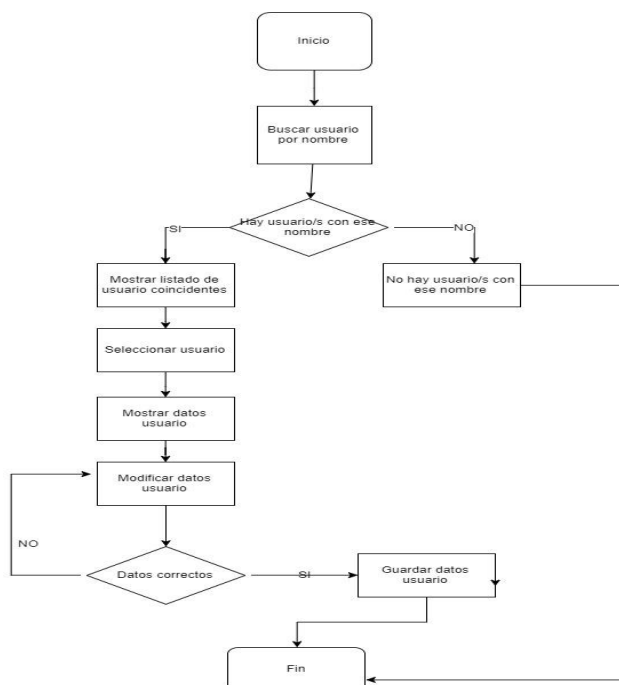 Inicio
Buscar usuario
por nombre
Hay usuario/s con ese
nombre
SI
NO
Mostrar listado de
usuario coincidentes
No hay usuario/s con
ese nombre
Seleccionar usuario
Mostrar datos
usuario
Modificar datos
usuario
NO
Datos correctos
SI
Guardar datos
usuario
Fin